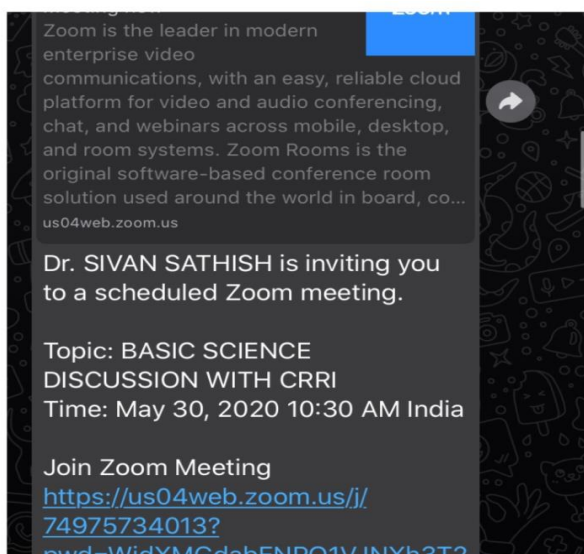 Zoom is the leader in modern
enterprise video
communications, with an easy, reliable cloud
platform for video and audio conferencing,
chat, and webinars across mobile, desktop,
and room systems. Zoom Rooms is the
original software-based conference room
solution used around the world in board, co...
us04web.zoom.us
Dr. SIVAN SATHISH is inviting you
to a scheduled Zoom meeting.
Topic: BASIC SCIENCE
DISCUSSION WITH CRRI
Time: May 30, 2020 10:30 AM India
Join Zoom Meeting
https://us04web.zoom.us/j/
74975734013?